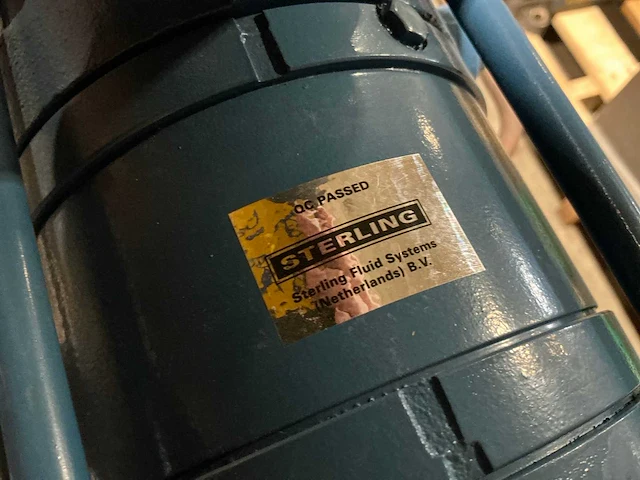 QC PASSED
STERLING
Sterling Fluid Systems
(Netherlands) B.V.